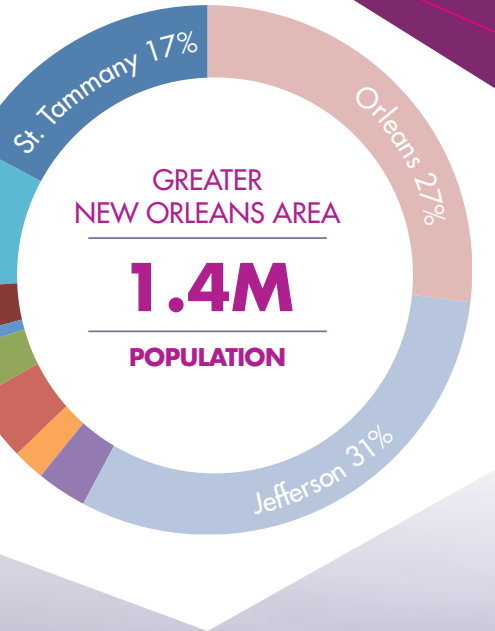 St. Tammany 17%
Orleans 27%
GREATER
NEW ORLEANS AREA
1.4M
POPULATION
Jefferson 31%